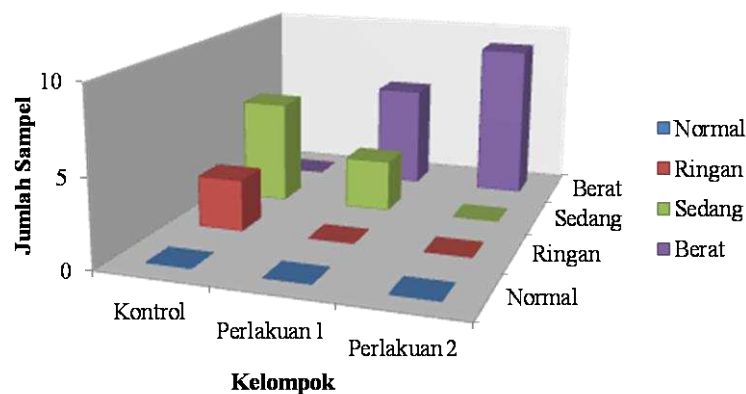 10
5
0
Jumlah Sampel
Kontrol
Perlakuan 1
Perlakuan 2
Kelompok
Berat
Sedang
Ringan
Normal
Normal
Ringan
Sedang
Berat